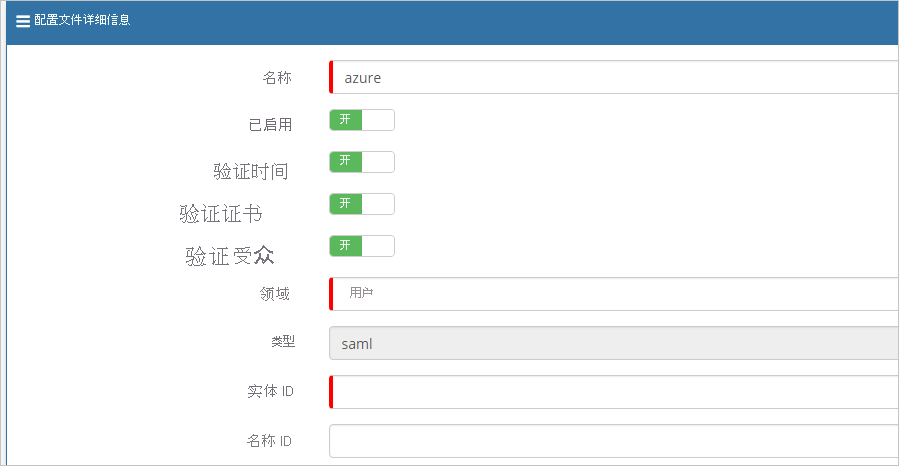 配置文件详细信息
名称 azure
已启用 开
验证时间 开
验证证书 开
验证受众 开
领域 用户
类型 saml
实体 ID
名称 ID